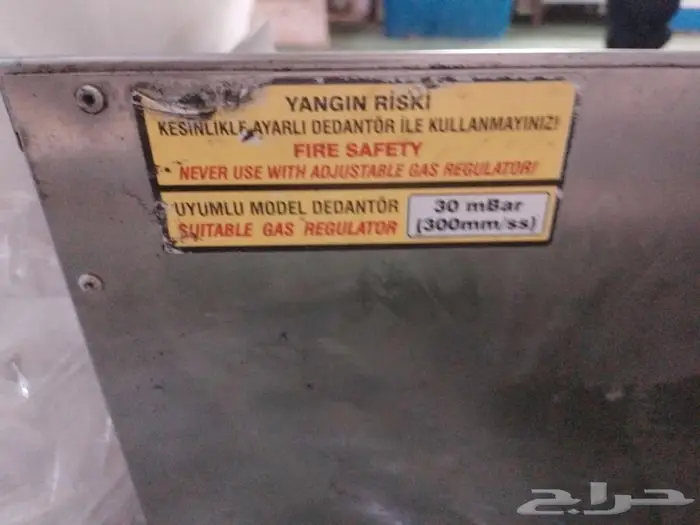 YANGIN RİSKİ
KESİNLİKLE AYARLI DEDANTÖR İLE KULLANMAYINIZ!
FIRE SAFETY
NEVER USE WITH ADJUSTABLE GAS REGULATOR!
UYUMLU MODEL DEDANTÖR
SUITABLE GAS REGULATOR
30 mBar
(300mm/ss)
حراج